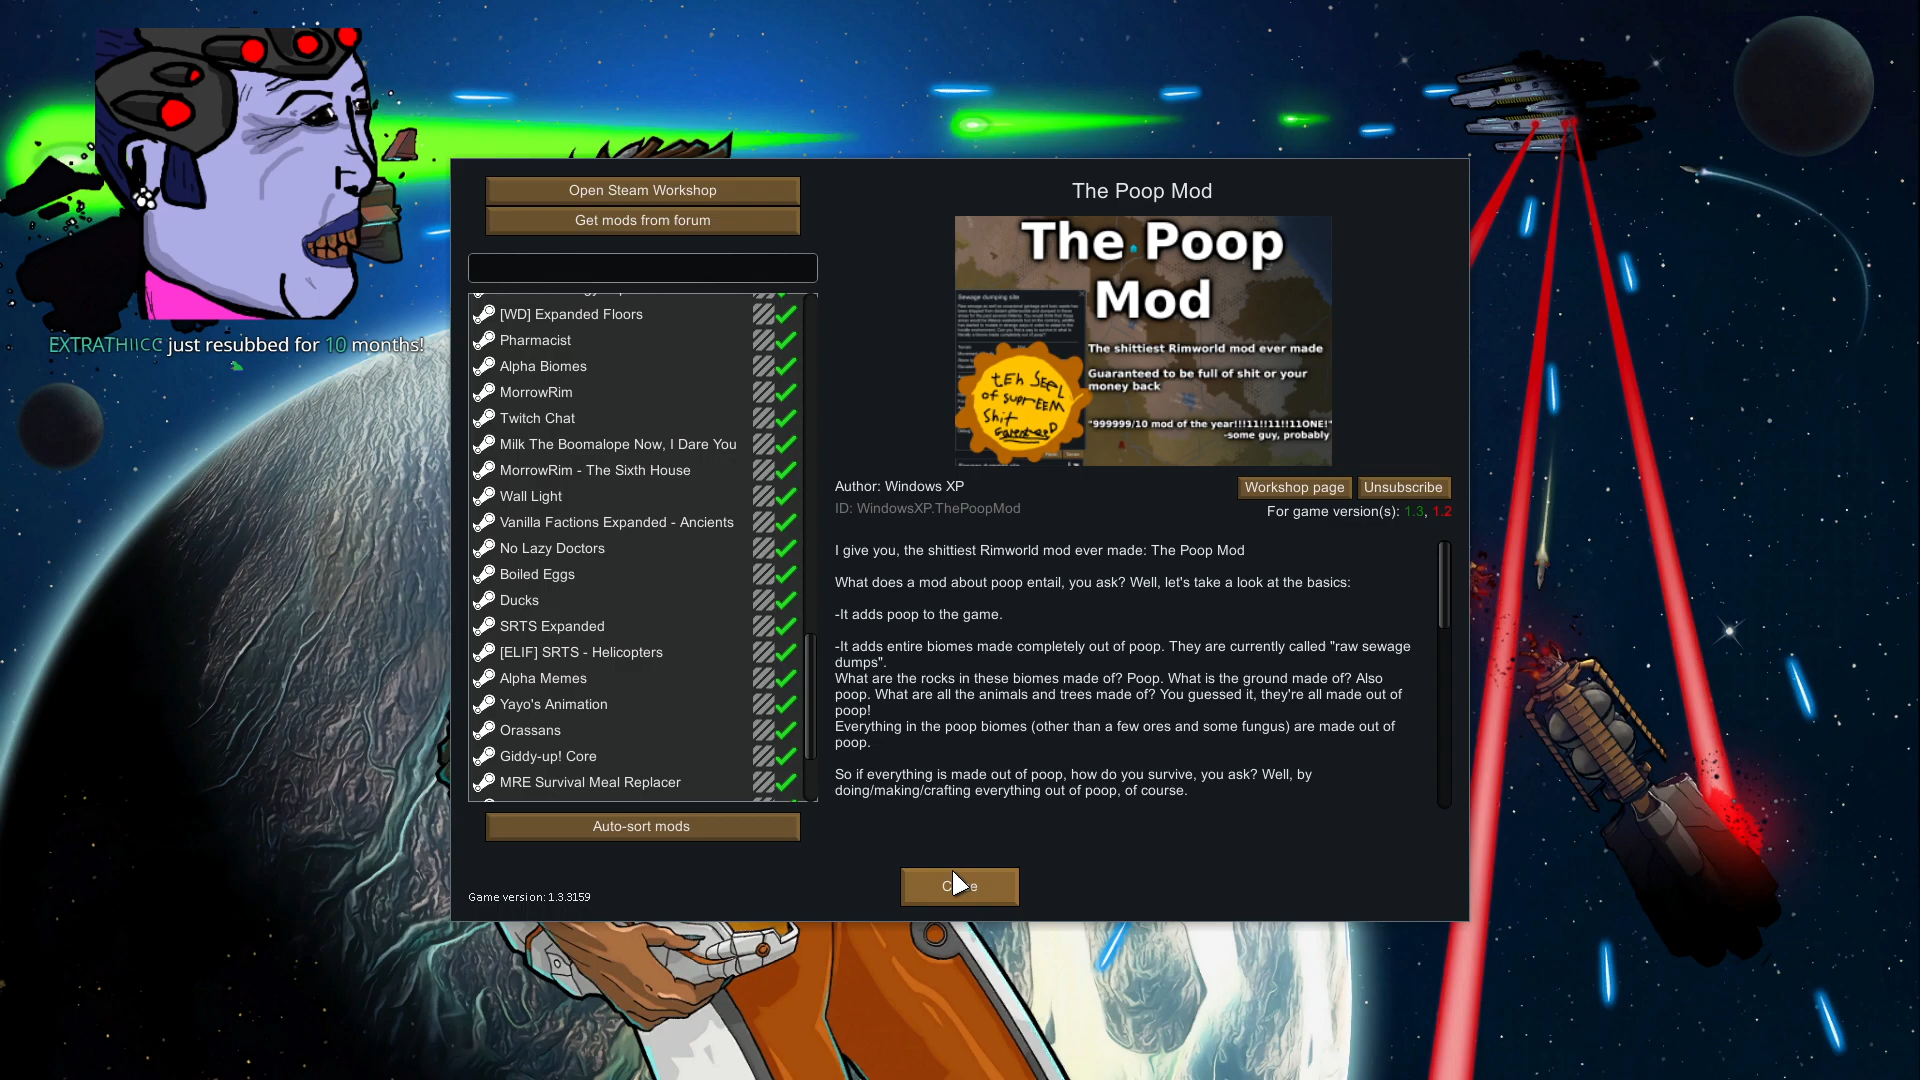 EXTRATHIICC just resubbed for 10 months!
Open Steam Workshop
Get mods from forum
[WD] Expanded Floors
Pharmacist
Alpha Biomes
MorrowRim
Twitch Chat
Milk The Boomalope Now, I Dare You
MorrowRim - The Sixth House
Wall Light
Vanilla Factions Expanded - Ancients
No Lazy Doctors
Boiled Eggs
Ducks
SRTS Expanded
[ELIF] SRTS - Helicopters
Alpha Memes
Yayo's Animation
Orassans
Giddy-up! Core
MRE Survival Meal Replacer
Auto-sort mods
Game version: 1.3.3159
The Poop Mod
The Poop
Mod
Sewage dumping site
The shittiest Rimworld mod ever made
Guaranteed to be full of shit or your
money back
"999999/10 mod of the year!!!11!!11!!11ONE!"
-some guy, probably
tEh SEEL
of supREEM
Shit
Author: Windows XP
Workshop page
Unsubscribe
ID: WindowsXP.ThePoopMod
For game version(s): 1.3, 1.2
I give you, the shittiest Rimworld mod ever made: The Poop Mod
What does a mod about poop entail, you ask? Well, let's take a look at the basics:
-It adds poop to the game.
-It adds entire biomes made completely out of poop. They are currently called "raw sewage
dumps".
What are the rocks in these biomes made of? Poop. What is the ground made of? Also
poop. What are all the animals and trees made of? You guessed it, they're all made out of
poop!
Everything in the poop biomes (other than a few ores and some fungus) are made out of
poop.
So if everything is made out of poop, how do you survive, you ask? Well, by
doing/making/crafting everything out of poop, of course.